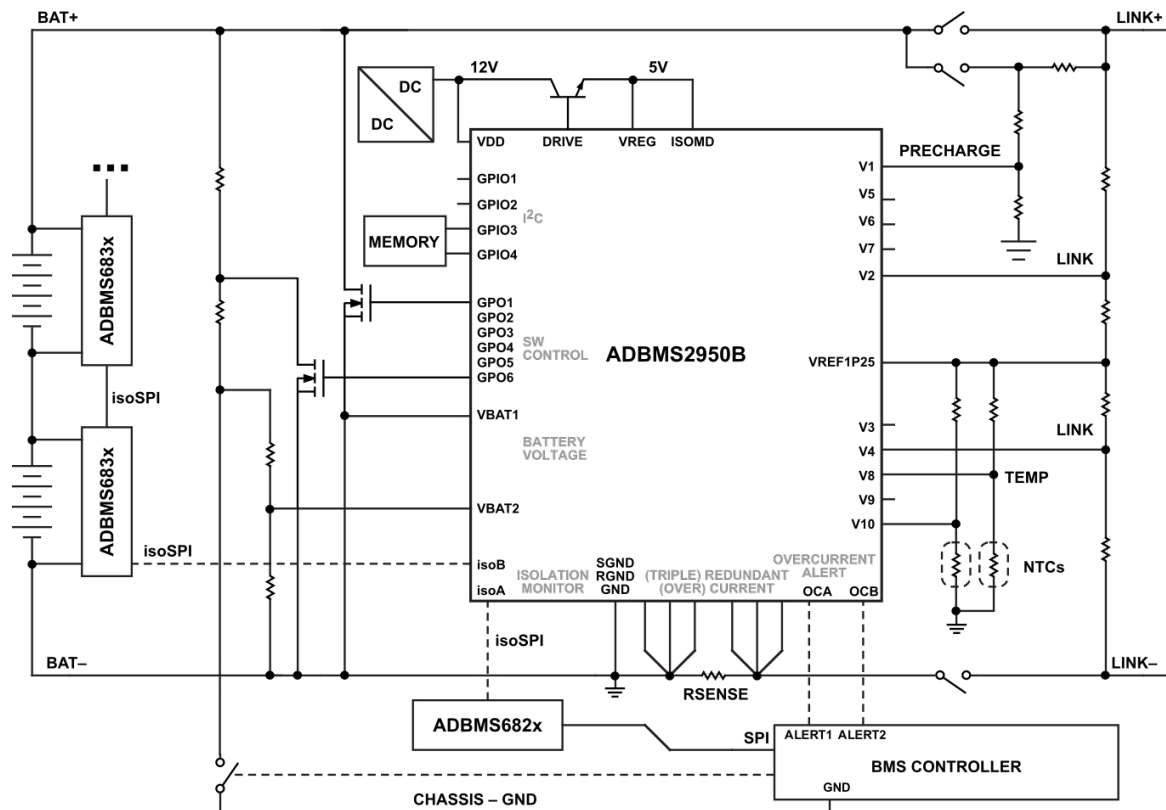 BAT+
LINK+
DC
DC
12V
5V
VDD
DRIVE
VREG
ISOMD
GPIO1
GPIO2
I2C
GPIO3
GPIO4
MEMORY
PRECHARGE
V1
V5
V6
V7
V2
LINK
ADBMS683x
GPO1
GPO2
GPO3
GPO4
GPO5
GPO6
SW
CONTROL
ADBMS2950B
VREF1P25
isoSPI
VBAT1
BATTERY
VOLTAGE
V3
V4
LINK
V8
TEMP
V9
V10
ADBMS683x
VBAT2
isoSPI
isoB
isoA
ISOLATION
MONITOR
SGND
RGND
GND
(TRIPLE) REDUNDANT
(OVER) CURRENT
OVERCURRENT
ALERT
OCA
OCB
NTCs
isoSPI
BAT–
LINK–
RSENSE
ADBMS682x
SPI
ALERT1
ALERT2
BMS CONTROLLER
GND
CHASSIS – GND